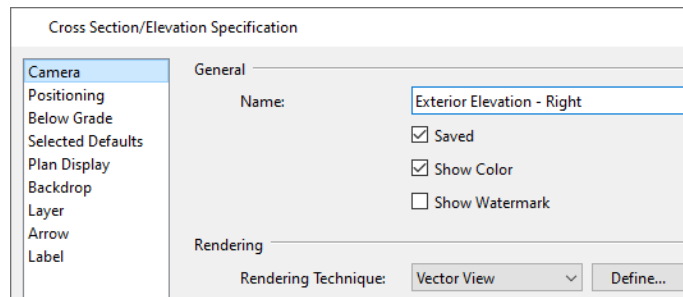 Cross Section/Elevation Specification
Camera
Positioning
Below Grade
Selected Defaults
Plan Display
Backdrop
Layer
Arrow
Label
General
Name: Exterior Elevation - Right
Saved
Show Color
Show Watermark
Rendering
Rendering Technique: Vector View Define...